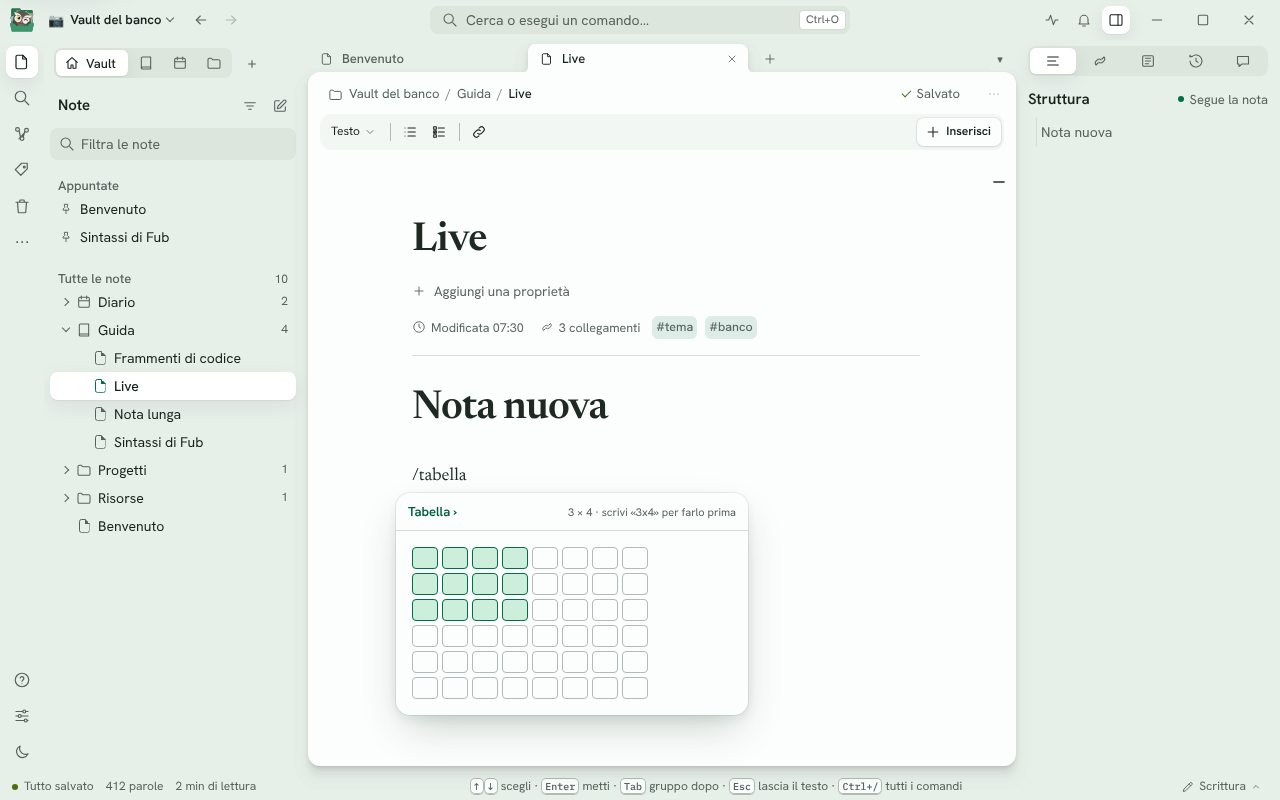 Vault del banco
Cerca o esegui un comando…
Ctrl+O
Vault
Benvenuto
Live
Note
Filtra le note
Appuntate
Benvenuto
Sintassi di Fub
Tutte le note 10
Diario 2
Guida 4
Frammenti di codice
Live
Nota lunga
Sintassi di Fub
Progetti 1
Risorse 1
Benvenuto
Vault del banco / Guida / Live
Salvato
Testo
Inserisci
Live
Aggiungi una proprietà
Modificata 07:30 3 collegamenti #tema #banco
Nota nuova
/tabella
Tabella › 3 × 4 · scrivi «3x4» per farlo prima
Struttura
Segue la nota
Nota nuova
Tutto salvato 412 parole 2 min di lettura
↑ ↓ scegli · Enter metti · Tab gruppo dopo · Esc lascia il testo · Ctrl+/ tutti i comandi
Scrittura